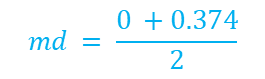 md = (0 + 0.374) / 2